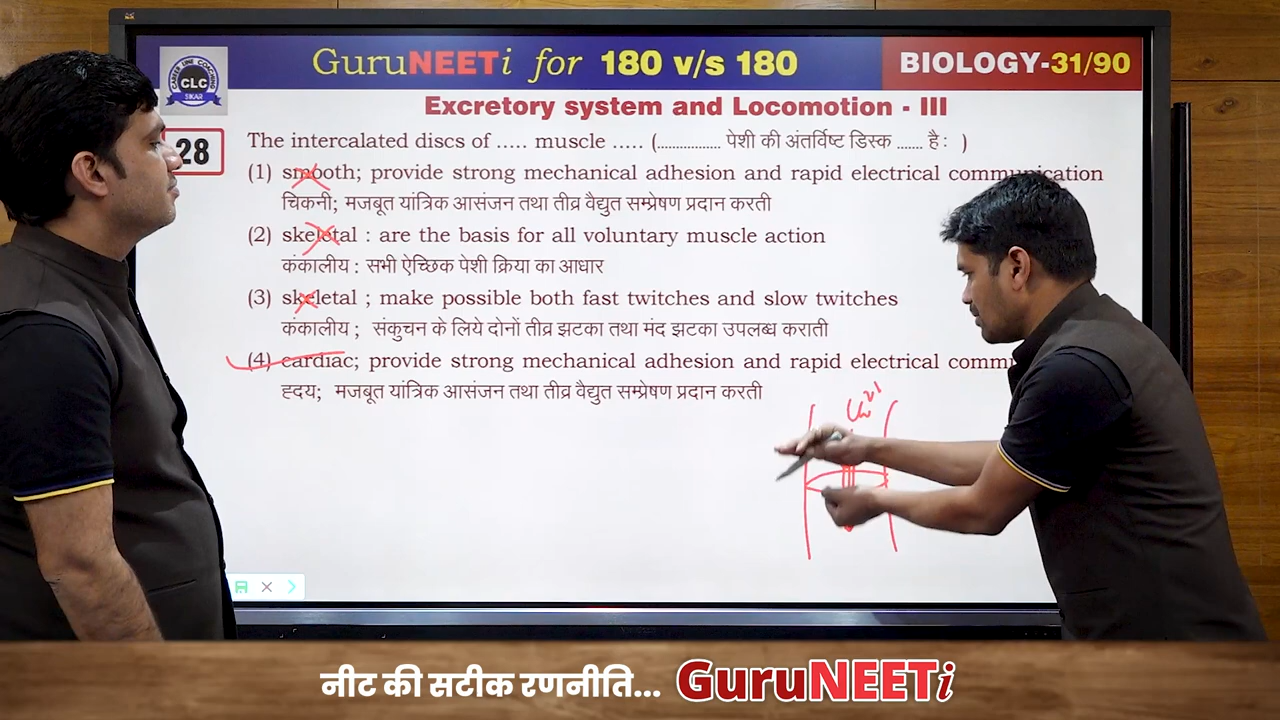 GuruNEETi for 180 v/s 180
BIOLOGY-31/90
CLC
SIKAR
Excretory system and Locomotion - III
28
The intercalated discs of ..... muscle ..... (.................. पेशी की अंतर्विष्ट डिस्क ....... है : )
(1) smooth; provide strong mechanical adhesion and rapid electrical communication
चिकनी; मजबूत यांत्रिक आसंजन तथा तीव्र वैद्युत सम्प्रेषण प्रदान करती
(2) skeletal : are the basis for all voluntary muscle action
कंकालीय : सभी ऐच्छिक पेशी क्रिया का आधार
(3) skeletal ; make possible both fast twitches and slow twitches
कंकालीय ; संकुचन के लिये दोनों तीव्र झटका तथा मंद झटका उपलब्ध कराती
(4) cardiac; provide strong mechanical adhesion and rapid electrical comm
ह्दय; मजबूत यांत्रिक आसंजन तथा तीव्र वैद्युत सम्प्रेषण प्रदान करती
नीट की सटीक रणनीति... GuruNEETi